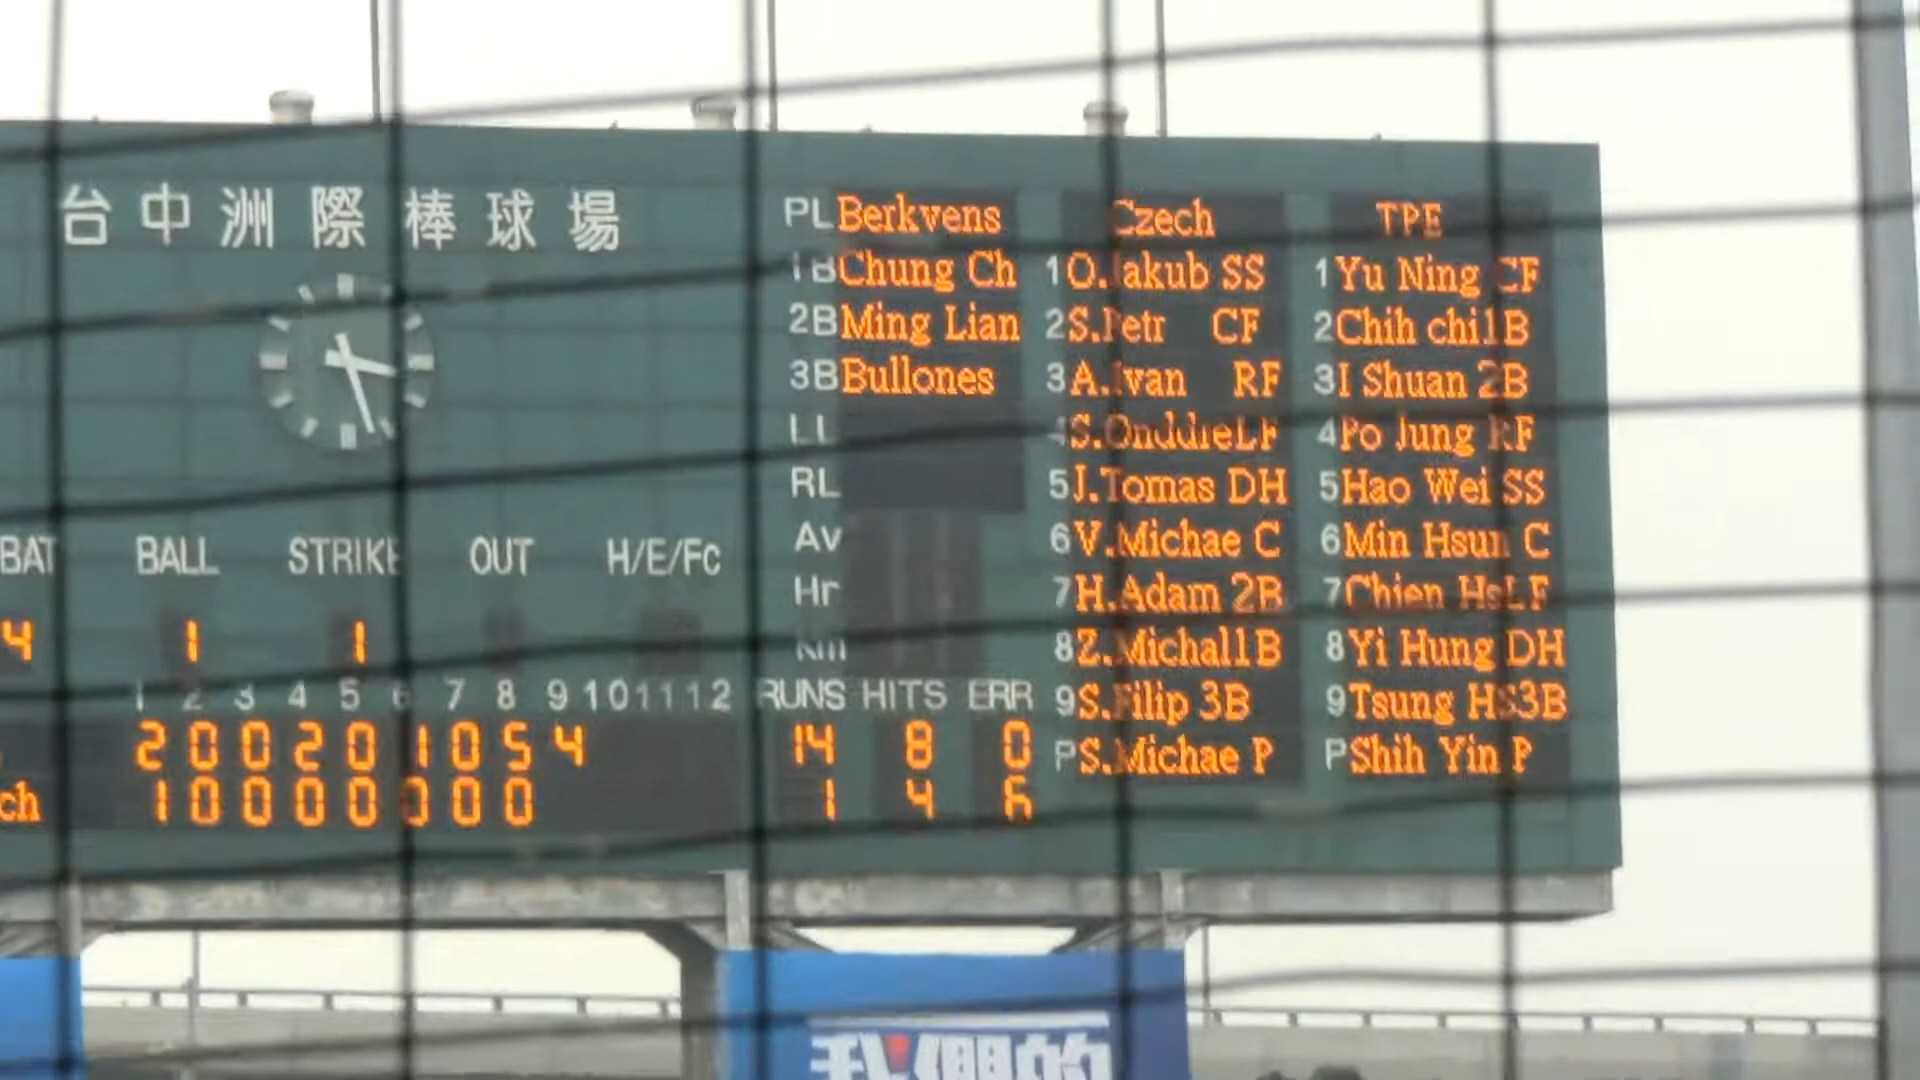 台中洲際棒球場
PL Berkvens
1B Chung Ch
2B Ming Lian
3B Bullones
LL
RL
Av
Hr
Czech
1 O.Jakub SS
2 S.Petr CF
3 A.Ivan RF
4 S.OnddreLF
5 J.Tomas DH
6 V.Michae C
7 H.Adam 2B
8 Z.Michal1B
9 S.Filip 3B
P S.Michae P
TPE
1 Yu Ning CF
2 Chih chi1B
3 I Shuan 2B
4 Po Jung RF
5 Hao Wei SS
6 Min Hsun C
7 Chien HsLF
8 Yi Hung DH
9 Tsung HS3B
P Shih Yin P
BAT BALL STRIKE OUT H/E/Fc
4 1 1
1 2 3 4 5 6 7 8 9 10 11 12 RUNS HITS ERR
2 0 0 2 0 1 0 5 4 14 8 0
ch 1 0 0 0 0 0 0 0 1 4 6